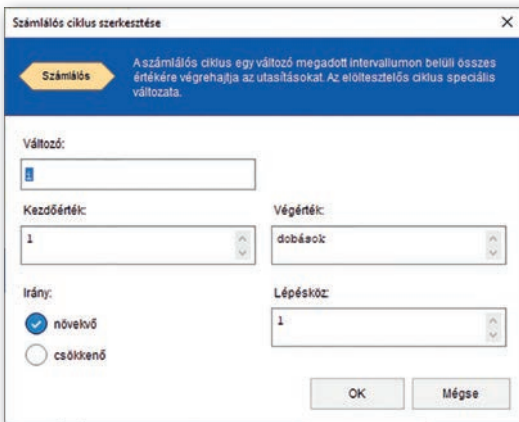 Számlálós ciklus szerkesztése
Számlálós
A számlálós ciklus egy változó megadott intervallumon belüli összes
értékére végrehajtja az utasításokat. Az elöltesztelős ciklus speciális
változata.
Változó:
i
Kezdőérték:
Végérték:
1
dobások
Irány:
Lépésköz:
növekvő
1
csökkenő
OK
Mégse